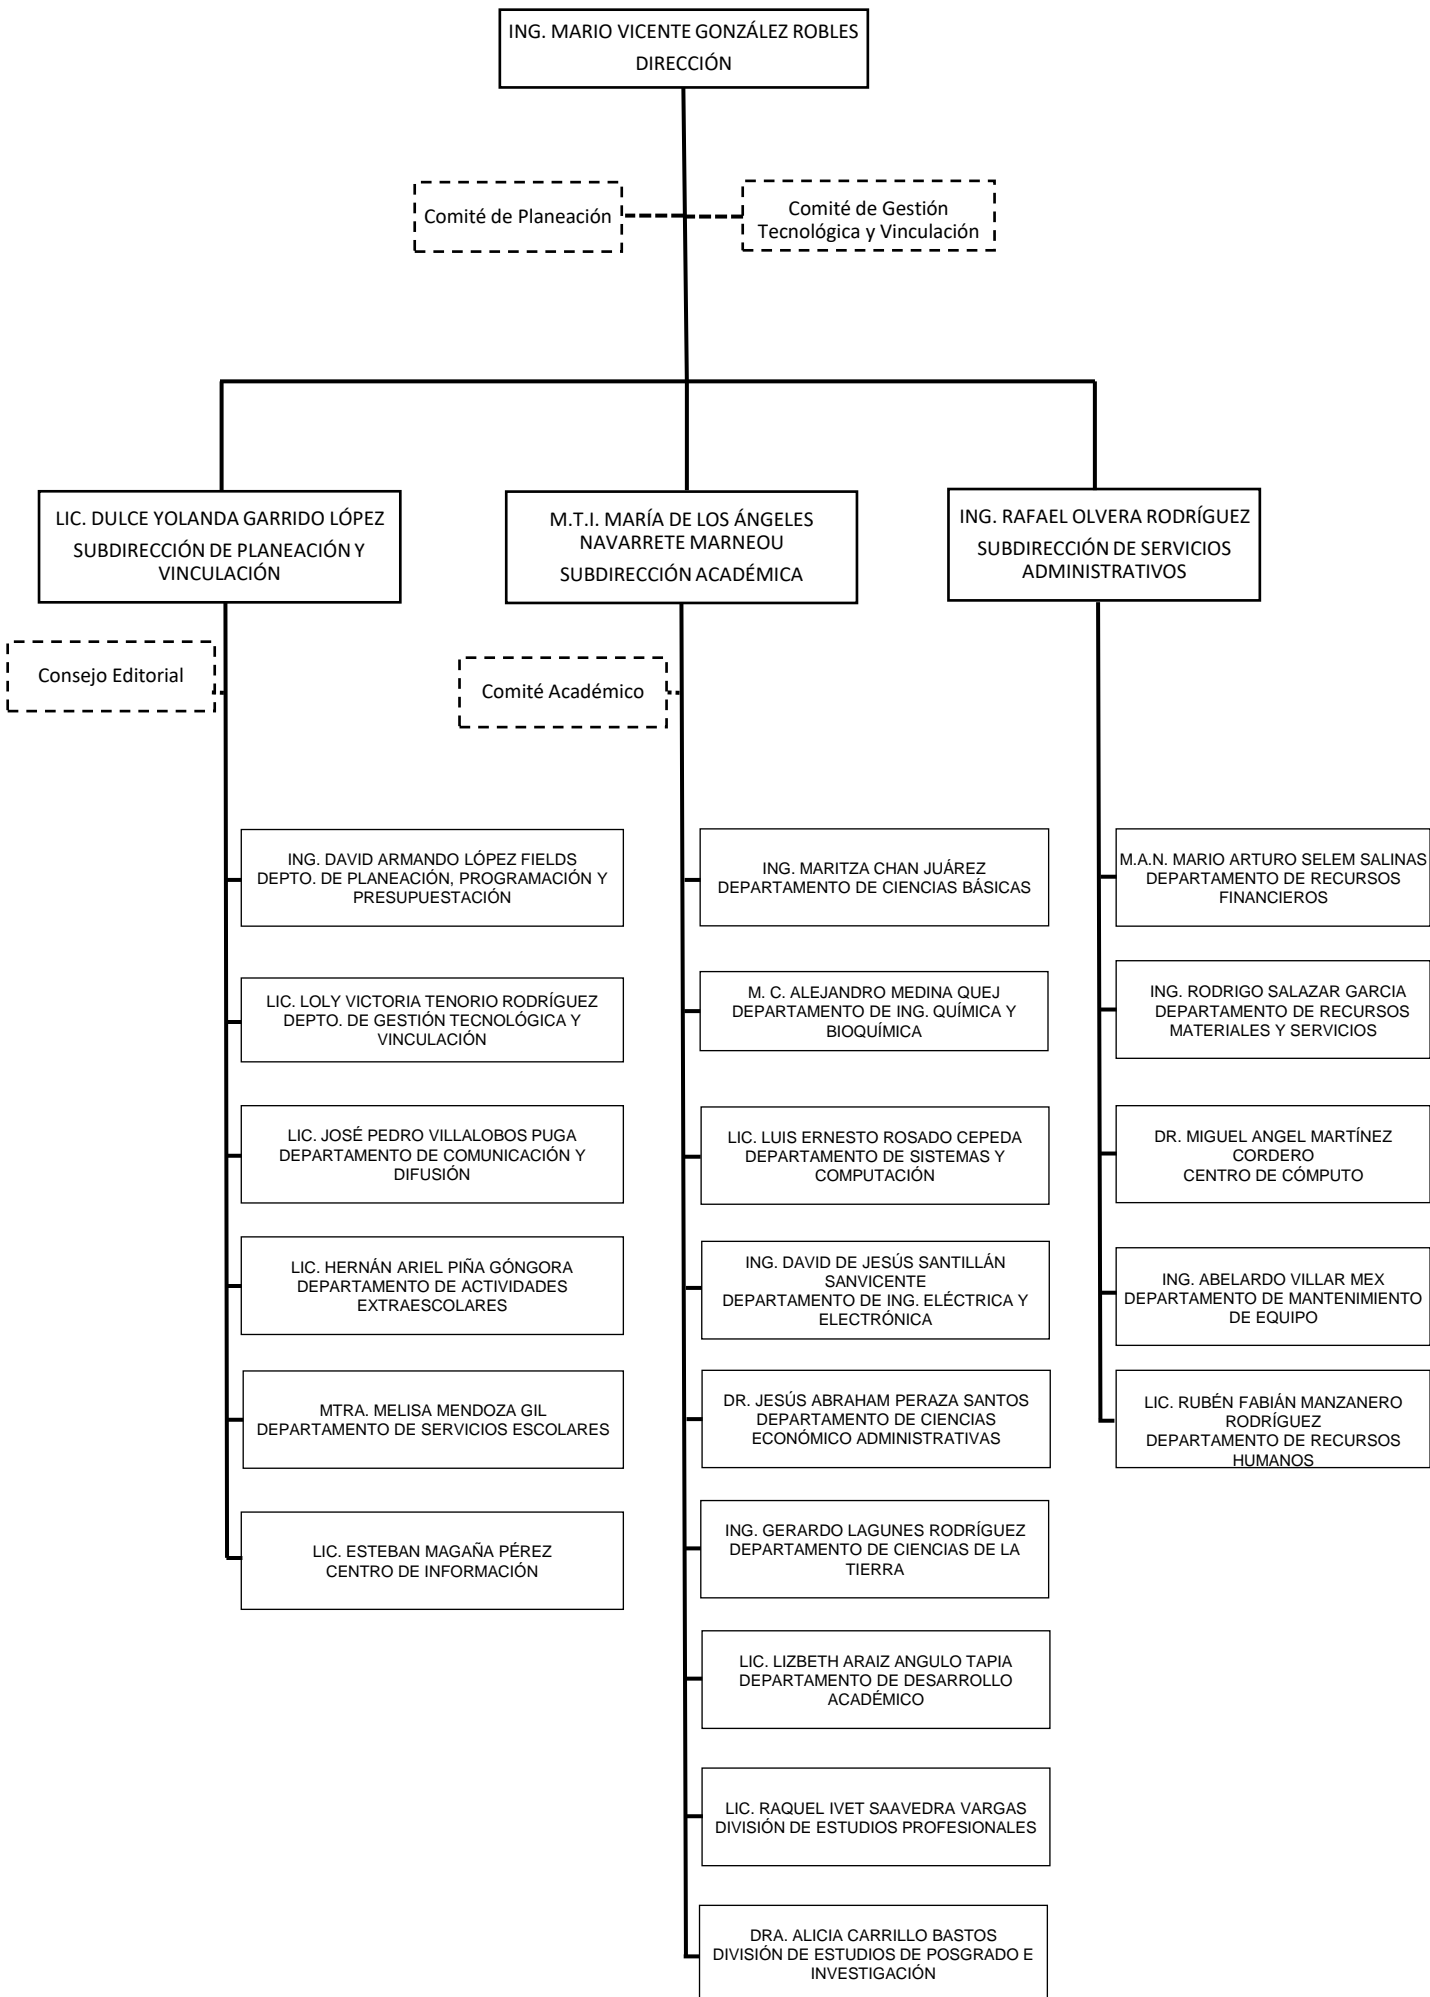 ING. MARIO VICENTE GONZÁLEZ ROBLES
DIRECCIÓN
Comité de Planeación
Comité de Gestión
Tecnológica y Vinculación
LIC. DULCE YOLANDA GARRIDO LÓPEZ
SUBDIRECCIÓN DE PLANEACIÓN Y
VINCULACIÓN
M.T.I. MARÍA DE LOS ÁNGELES
NAVARRETE MARNEOU
SUBDIRECCIÓN ACADÉMICA
ING. RAFAEL OLVERA RODRÍGUEZ
SUBDIRECCIÓN DE SERVICIOS
ADMINISTRATIVOS
Consejo Editorial
Comité Académico
ING. DAVID ARMANDO LÓPEZ FIELDS
DEPTO. DE PLANEACIÓN, PROGRAMACIÓN Y
PRESUPUESTACIÓN
LIC. LOLY VICTORIA TENORIO RODRÍGUEZ
DEPTO. DE GESTIÓN TECNOLÓGICA Y
VINCULACIÓN
LIC. JOSÉ PEDRO VILLALOBOS PUGA
DEPARTAMENTO DE COMUNICACIÓN Y
DIFUSIÓN
LIC. HERNÁN ARIEL PIÑA GÓNGORA
DEPARTAMENTO DE ACTIVIDADES
EXTRAESCOLARES
MTRA. MELISA MENDOZA GIL
DEPARTAMENTO DE SERVICIOS ESCOLARES
LIC. ESTEBAN MAGAÑA PÉREZ
CENTRO DE INFORMACIÓN
ING. MARITZA CHAN JUÁREZ
DEPARTAMENTO DE CIENCIAS BÁSICAS
M. C. ALEJANDRO MEDINA QUEJ
DEPARTAMENTO DE ING. QUÍMICA Y
BIOQUÍMICA
LIC. LUIS ERNESTO ROSADO CEPEDA
DEPARTAMENTO DE SISTEMAS Y
COMPUTACIÓN
ING. DAVID DE JESÚS SANTILLÁN
SANVICENTE
DEPARTAMENTO DE ING. ELÉCTRICA Y
ELECTRÓNICA
DR. JESÚS ABRAHAM PERAZA SANTOS
DEPARTAMENTO DE CIENCIAS
ECONÓMICO ADMINISTRATIVAS
ING. GERARDO LAGUNES RODRÍGUEZ
DEPARTAMENTO DE CIENCIAS DE LA
TIERRA
LIC. LIZBETH ARAIZ ANGULO TAPIA
DEPARTAMENTO DE DESARROLLO
ACADÉMICO
LIC. RAQUEL IVET SAAVEDRA VARGAS
DIVISIÓN DE ESTUDIOS PROFESIONALES
DRA. ALICIA CARRILLO BASTOS
DIVISIÓN DE ESTUDIOS DE POSGRADO E
INVESTIGACIÓN
M.A.N. MARIO ARTURO SELEM SALINAS
DEPARTAMENTO DE RECURSOS
FINANCIEROS
ING. RODRIGO SALAZAR GARCIA
DEPARTAMENTO DE RECURSOS
MATERIALES Y SERVICIOS
DR. MIGUEL ANGEL MARTÍNEZ
CORDERO
CENTRO DE CÓMPUTO
ING. ABELARDO VILLAR MEX
DEPARTAMENTO DE MANTENIMIENTO
DE EQUIPO
LIC. RUBÉN FABIÁN MANZANERO
RODRÍGUEZ
DEPARTAMENTO DE RECURSOS
HUMANOS